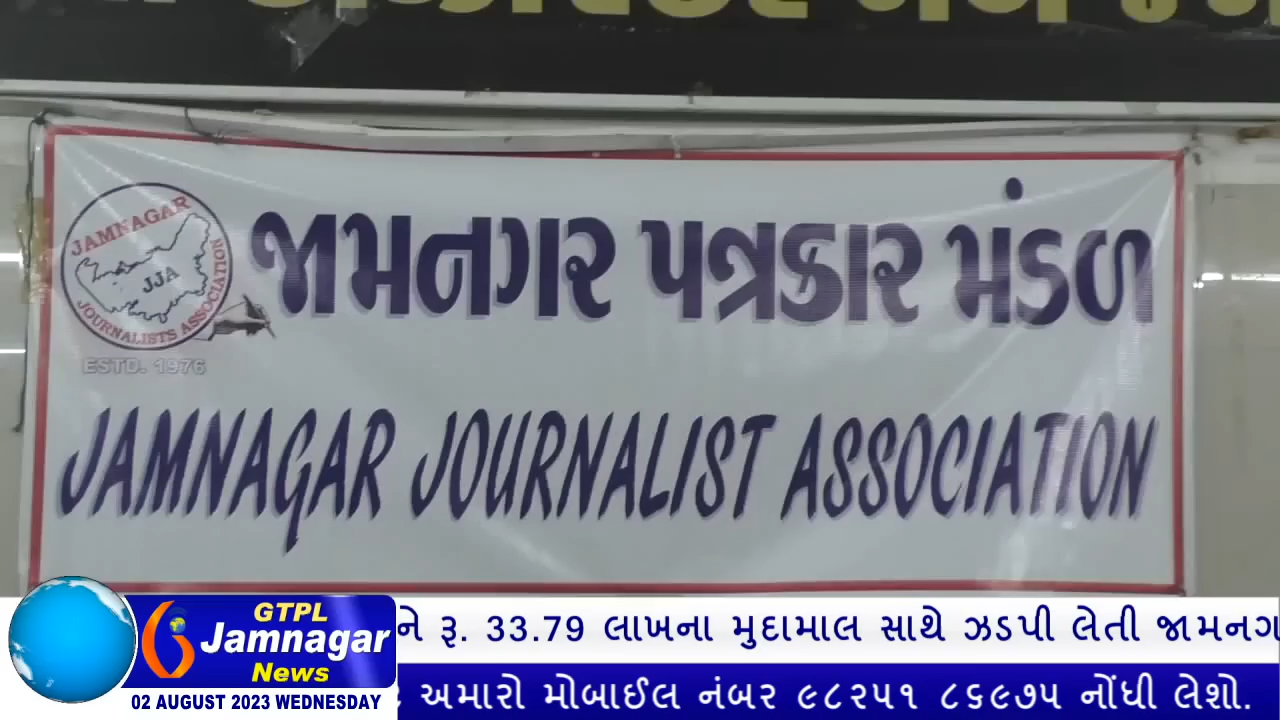 JAMNAGAR
JJA
JOURNALISTS ASSOCIATION
ESTD. 1976
જામનગર પત્રકાર મંડળ
JAMNAGAR JOURNALIST ASSOCIATION
ને રૂ. 33.79 લાખના મુદામાલ સાથે ઝડપી લેતી જામનગ
GTPL
Jamnagar
News
અમારો મોબાઈલ નંબર ૯૮૨૫૧ ૮૬૯૭૫ નોંધી લેશો.
02 AUGUST 2023 WEDNESDAY